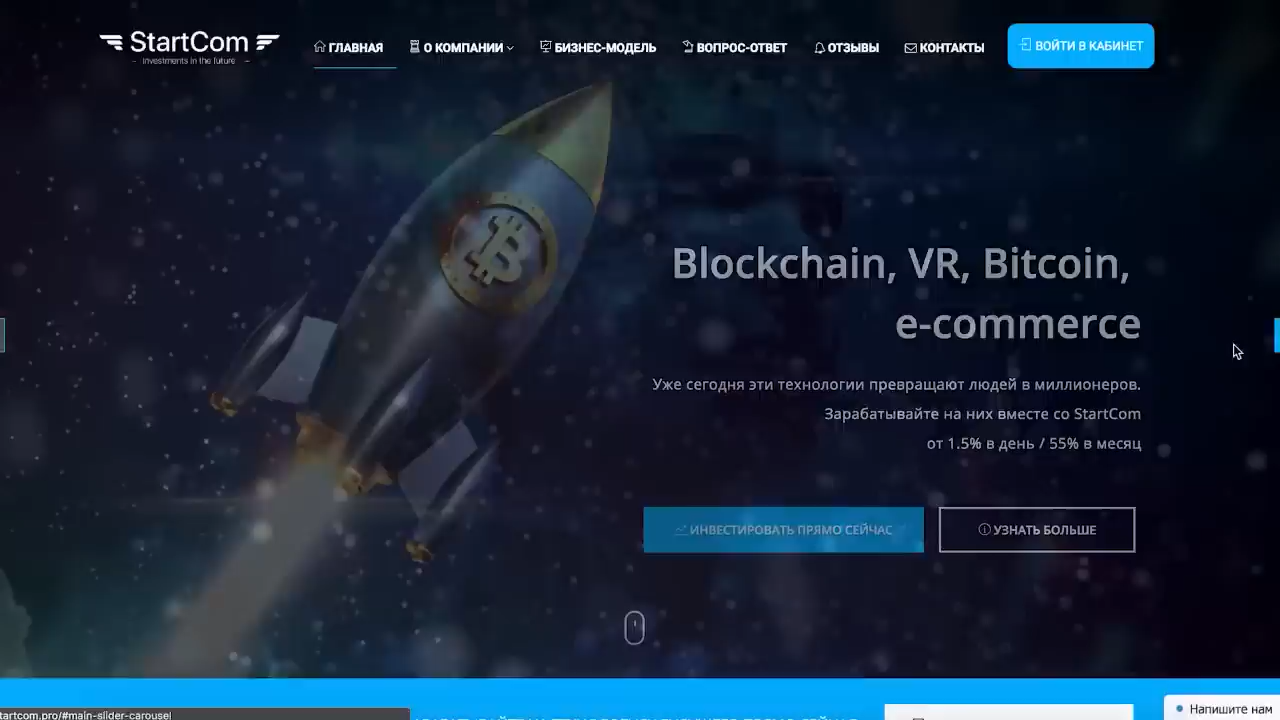 StartCom
investments in the future
ГЛАВНАЯ
О КОМПАНИИ
БИЗНЕС-МОДЕЛЬ
ВОПРОС-ОТВЕТ
ОТЗЫВЫ
КОНТАКТЫ
ВОЙТИ В КАБИНЕТ
Blockchain, VR, Bitcoin,
e-commerce
Уже сегодня эти технологии превращают людей в миллионеров.
Зарабатывайте на них вместе со StartCom
от 1.5% в день / 55% в месяц
ИНВЕСТИРОВАТЬ ПРЯМО СЕЙЧАС
УЗНАТЬ БОЛЬШЕ
tartcom.pro/#main-slider-carousel
Напишите нам